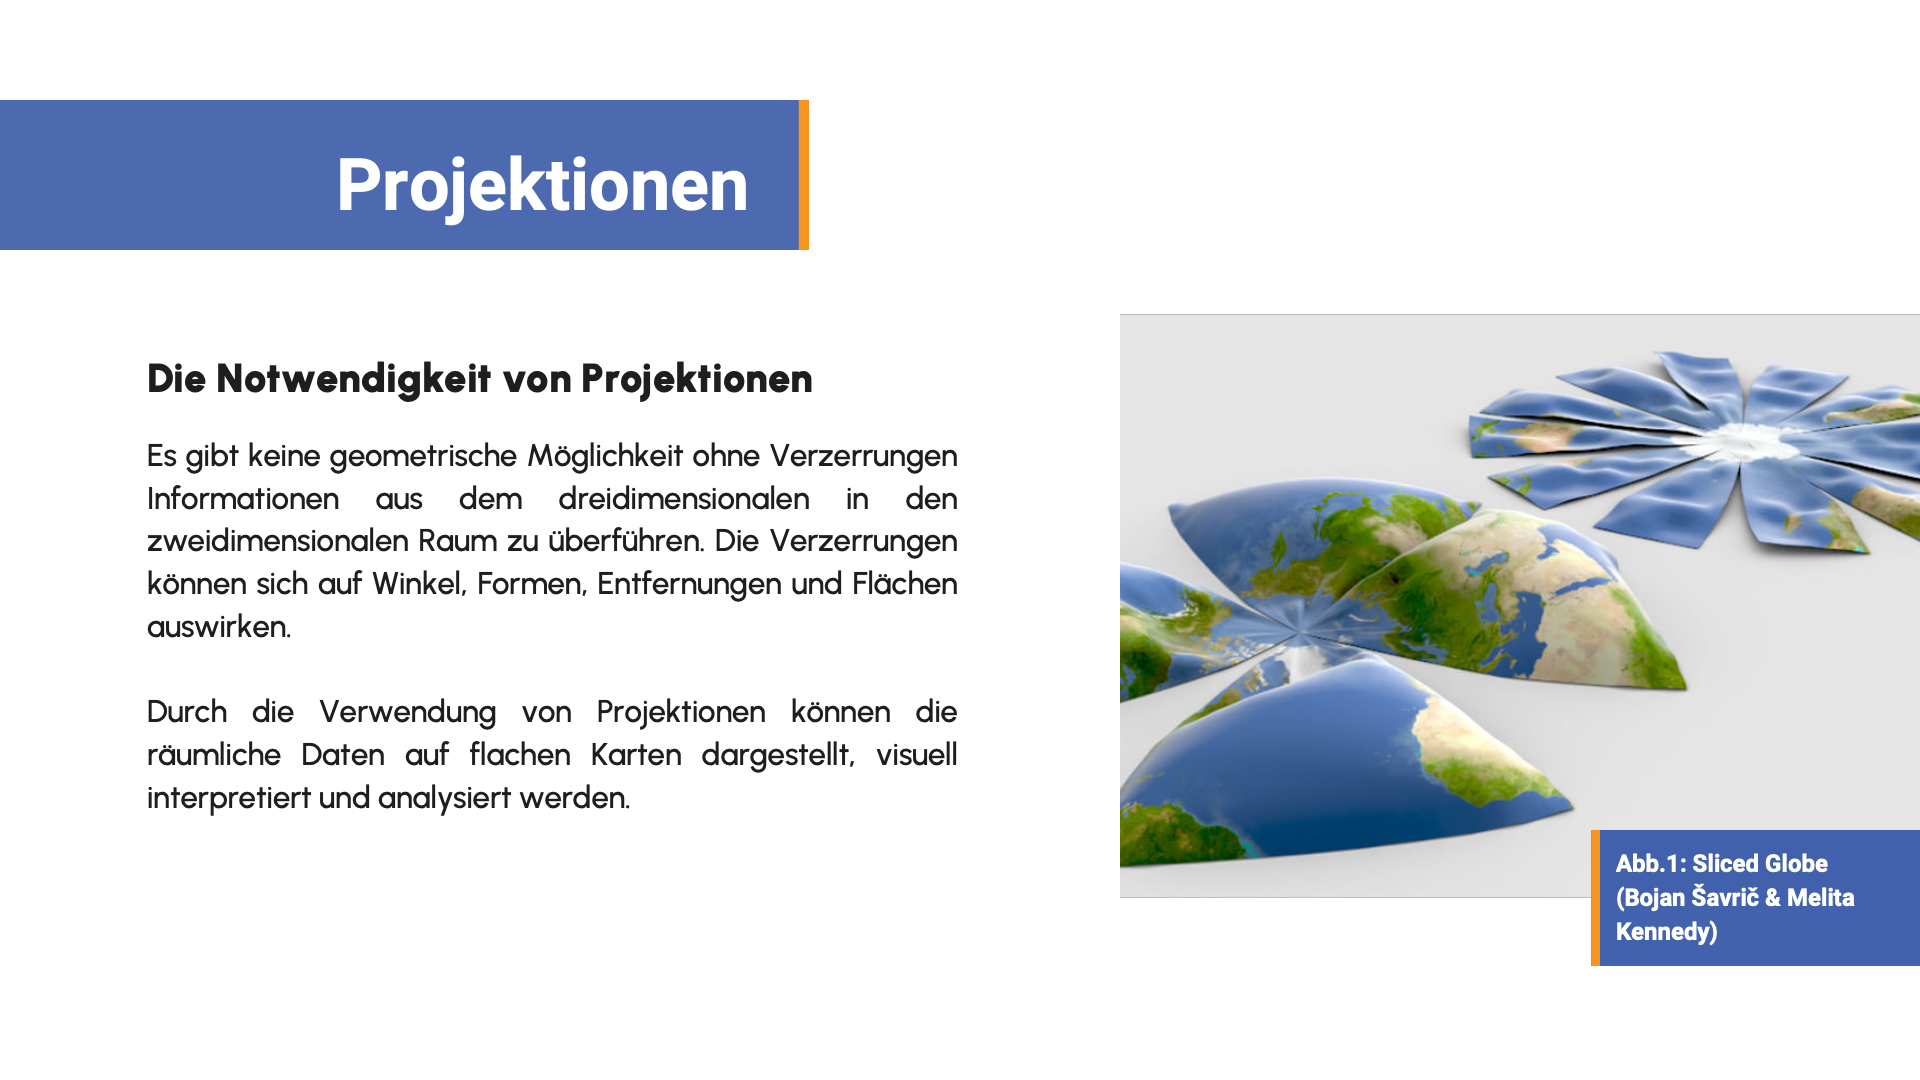 Projektionen
Die Notwendigkeit von Projektionen
Es gibt keine geometrische Möglichkeit ohne Verzerrungen
Informationen aus dem dreidimensionalen in den
zweidimensionalen Raum zu überführen. Die Verzerrungen
können sich auf Winkel, Formen, Entfernungen und Flächen
auswirken.
Durch die Verwendung von Projektionen können die
räumliche Daten auf flachen Karten dargestellt, visuell
interpretiert und analysiert werden.
Abb.1: Sliced Globe
(Bojan Šavrič & Melita
Kennedy)